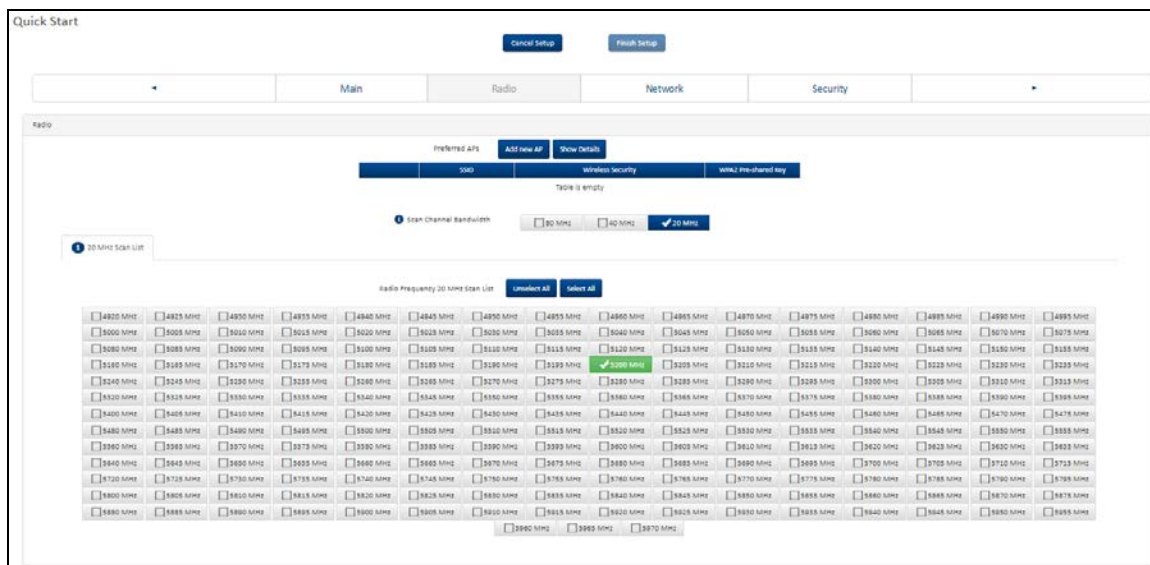 Quick Start
Cancel Setup Finish Setup
◄ Main Radio Network Security ►
Radio
Preferred APs Add new AP Show Details
SSID Wireless Security WPA2 Pre-shared Key
Table is empty
Scan Channel Bandwidth 80 MHz 40 MHz 20 MHz
20 MHz Scan List
Radio Frequency 20 MHz Scan List Unselect All Select All
4920 MHz 4925 MHz 4930 MHz 4935 MHz 4940 MHz 4945 MHz 4950 MHz 4955 MHz 4960 MHz 4965 MHz 4970 MHz 4975 MHz 4980 MHz 4985 MHz 4990 MHz 4995 MHz
5000 MHz 5005 MHz 5010 MHz 5015 MHz 5020 MHz 5025 MHz 5030 MHz 5035 MHz 5040 MHz 5045 MHz 5050 MHz 5055 MHz 5060 MHz 5065 MHz 5070 MHz 5075 MHz
5080 MHz 5085 MHz 5090 MHz 5095 MHz 5100 MHz 5105 MHz 5110 MHz 5115 MHz 5120 MHz 5125 MHz 5130 MHz 5135 MHz 5140 MHz 5145 MHz 5150 MHz 5155 MHz
5160 MHz 5165 MHz 5170 MHz 5175 MHz 5180 MHz 5185 MHz 5190 MHz 5195 MHz 5200 MHz 5205 MHz 5210 MHz 5215 MHz 5220 MHz 5225 MHz 5230 MHz 5235 MHz
5240 MHz 5245 MHz 5250 MHz 5255 MHz 5260 MHz 5265 MHz 5270 MHz 5275 MHz 5280 MHz 5285 MHz 5290 MHz 5295 MHz 5300 MHz 5305 MHz 5310 MHz 5315 MHz
5320 MHz 5325 MHz 5330 MHz 5335 MHz 5340 MHz 5345 MHz 5350 MHz 5355 MHz 5360 MHz 5365 MHz 5370 MHz 5375 MHz 5380 MHz 5385 MHz 5390 MHz 5395 MHz
5400 MHz 5405 MHz 5410 MHz 5415 MHz 5420 MHz 5425 MHz 5430 MHz 5435 MHz 5440 MHz 5445 MHz 5450 MHz 5455 MHz 5460 MHz 5465 MHz 5470 MHz 5475 MHz
5480 MHz 5485 MHz 5490 MHz 5495 MHz 5500 MHz 5505 MHz 5510 MHz 5515 MHz 5520 MHz 5525 MHz 5530 MHz 5535 MHz 5540 MHz 5545 MHz 5550 MHz 5555 MHz
5560 MHz 5565 MHz 5570 MHz 5575 MHz 5580 MHz 5585 MHz 5590 MHz 5595 MHz 5600 MHz 5605 MHz 5610 MHz 5615 MHz 5620 MHz 5625 MHz 5630 MHz 5635 MHz
5640 MHz 5645 MHz 5650 MHz 5655 MHz 5660 MHz 5665 MHz 5670 MHz 5675 MHz 5680 MHz 5685 MHz 5690 MHz 5695 MHz 5700 MHz 5705 MHz 5710 MHz 5715 MHz
5720 MHz 5725 MHz 5730 MHz 5735 MHz 5740 MHz 5745 MHz 5750 MHz 5755 MHz 5760 MHz 5765 MHz 5770 MHz 5775 MHz 5780 MHz 5785 MHz 5790 MHz 5795 MHz
5800 MHz 5805 MHz 5810 MHz 5815 MHz 5820 MHz 5825 MHz 5830 MHz 5835 MHz 5840 MHz 5845 MHz 5850 MHz 5855 MHz 5860 MHz 5865 MHz 5870 MHz 5875 MHz
5880 MHz 5885 MHz 5890 MHz 5895 MHz 5900 MHz 5905 MHz 5910 MHz 5915 MHz 5920 MHz 5925 MHz 5930 MHz 5935 MHz 5940 MHz 5945 MHz 5950 MHz 5955 MHz
5960 MHz 5965 MHz 5970 MHz